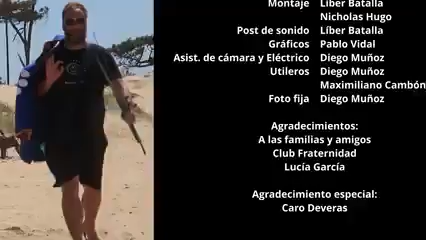 Montaje Líber Batalla
Nicholas Hugo
Post de sonido Líber Batalla
Gráficos Pablo Vidal
Asist. de cámara y Eléctrico Diego Muñoz
Utileros Diego Muñoz
Maximiliano Cambón
Foto fija Diego Muñoz
Agradecimientos:
A las familias y amigos
Club Fraternidad
Lucía García
Agradecimiento especial:
Caro Deveras